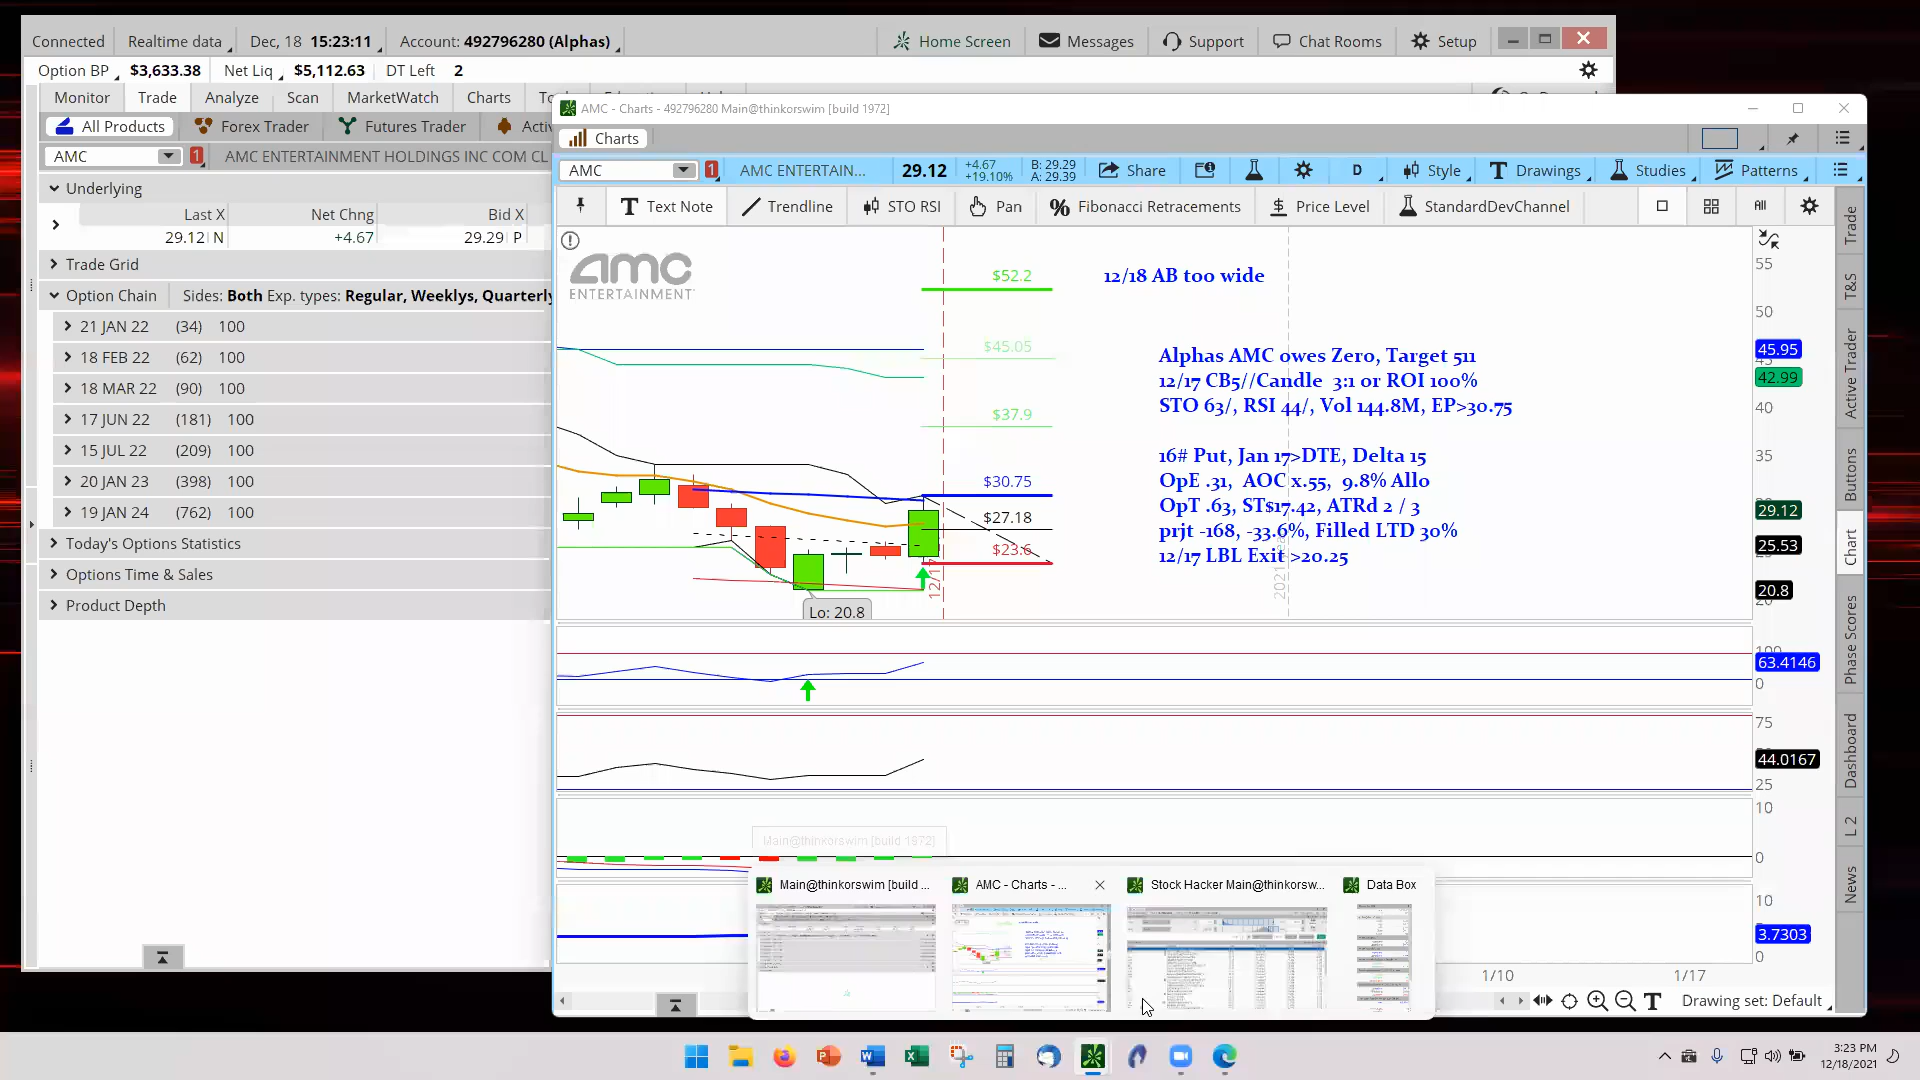 Connected
Realtime data
Dec, 18 15:23:11
Account: 492796280 (Alphas)
Home Screen
Messages
Support
Chat Rooms
Setup
Option BP $3,633.38 Net Liq $5,112.63 DT Left 2
Monitor Trade Analyze Scan MarketWatch Charts
All Products Forex Trader Futures Trader
AMC 1 AMC ENTERTAINMENT HOLDINGS INC COM CL
Underlying
Last X Net Chng Bid X
29.12 N +4.67 29.29 P
Trade Grid
Option Chain Sides: Both Exp. types: Regular, Weeklys, Quarterly
21 JAN 22 (34) 100
18 FEB 22 (62) 100
18 MAR 22 (90) 100
17 JUN 22 (181) 100
15 JUL 22 (209) 100
20 JAN 23 (398) 100
19 JAN 24 (762) 100
Today's Options Statistics
Options Time & Sales
Product Depth
AMC - Charts - 492796280 Main@thinkorswim [build 1972]
Charts
AMC 1 AMC ENTERTAIN... 29.12 +4.67 +19.10% B: 29.29 A: 29.39 Share D Style Drawings Studies Patterns
Text Note Trendline STO RSI Pan Fibonacci Retracements Price Level StandardDevChannel All
amc
ENTERTAINMENT
$52.2
$45.05
$37.9
$30.75
$27.18
$23.6
Lo: 20.8
12/18 AB too wide
Alphas AMC owes Zero, Target 511
12/17 CB5//Candle 3:1 or ROI 100%
STO 63/, RSI 44/, Vol 144.8M, EP>30.75
16# Put, Jan 17>DTE, Delta 15
OpE .31, AOC x.55, 9.8% Allo
OpT .63, ST$17.42, ATRd 2 / 3
prjt -168, -33.6%, Filled LTD 30%
12/17 LBL Exit >20.25
55
50
45.95
42.99
40
35
29.12
25.53
20.8
63.4146
0
75
44.0167
25
10
0
10
3.7303
0
1/10
1/17
Drawing set: Default
Trade
T&S
Active Trader
Buttons
Chart
Phase Scores
Dashboard
L 2
News
Main@thinkorswim [build 1972]
Main@thinkorswim [build ...
AMC - Charts - ...
Stock Hacker Main@thinkorsw...
Data Box
3:23 PM
12/18/2021